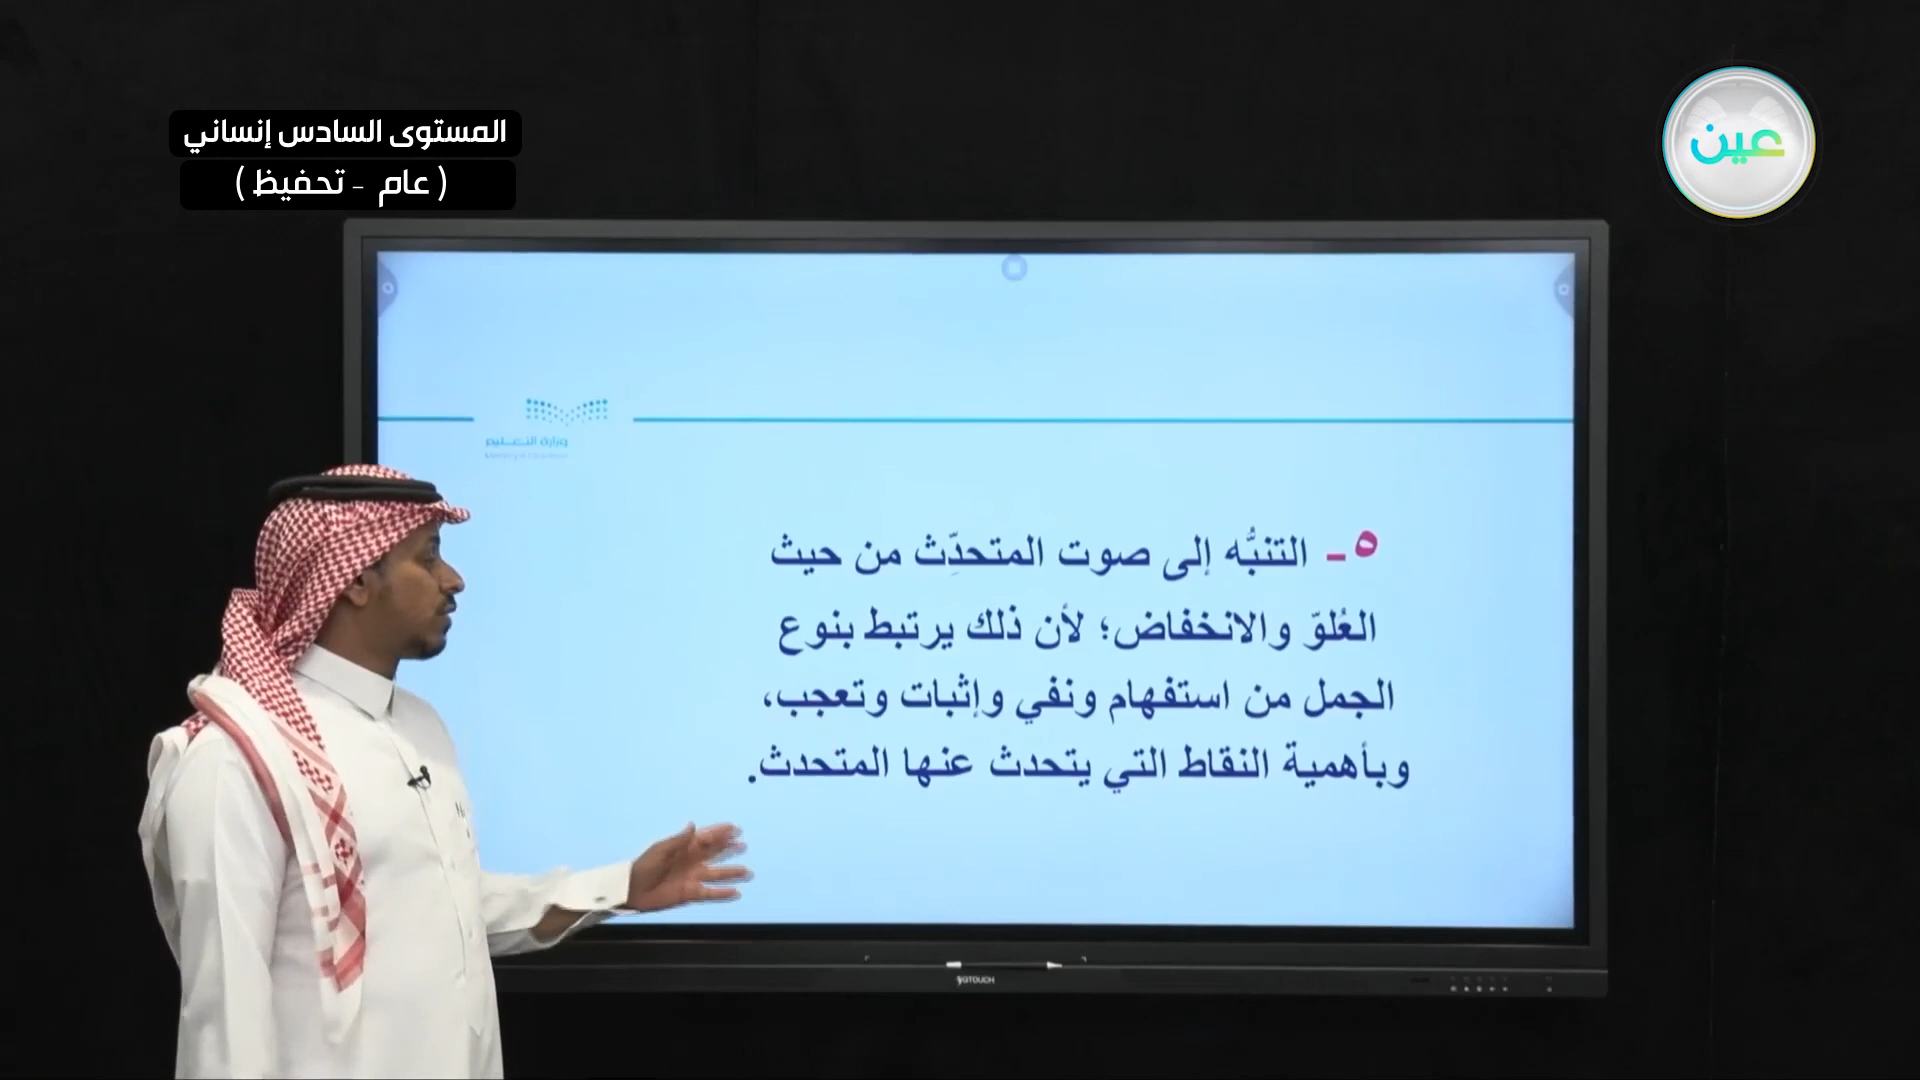 المستوى السادس إنساني
( عام - تحفيظ )
عين
وزارة التعليم
٥- التنبُّه إلى صوت المتحدِّث من حيث
العُلوّ والانخفاض؛ لأن ذلك يرتبط بنوع
الجمل من استفهام ونفي وإثبات وتعجب،
وبأهمية النقاط التي يتحدث عنها المتحدث.